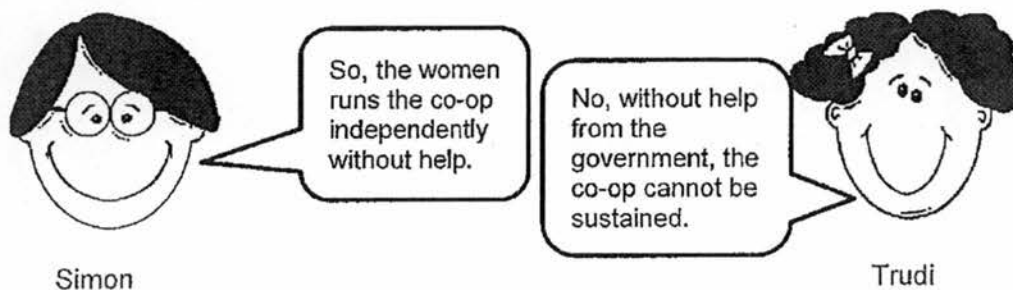 So, the women
runs the co-op
independently
without help.
No, without help
from the
government, the
co-op cannot be
sustained.
Simon
Trudi